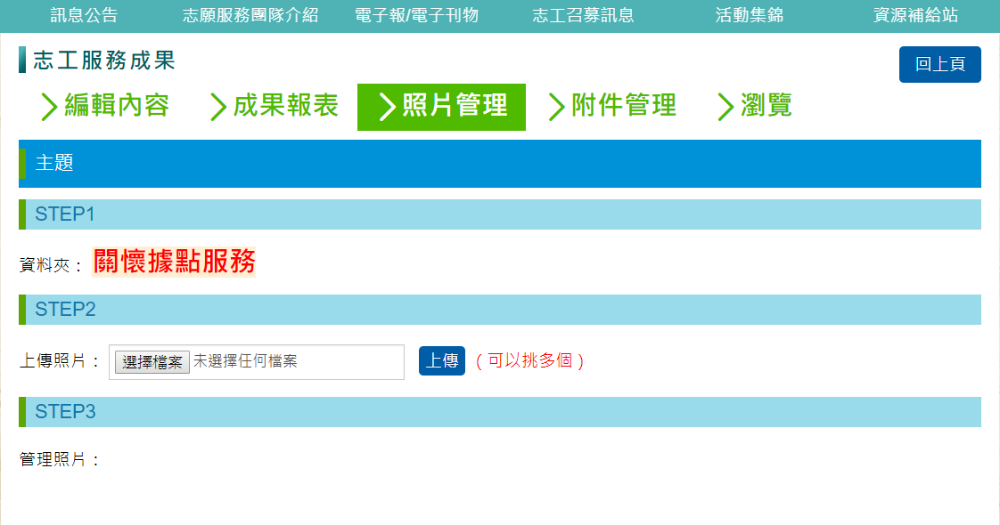 訊息公告 志願服務團隊介紹 電子報/電子刊物 志工召募訊息 活動集錦 資源補給站
志工服務成果 回上頁
編輯內容 成果報表 照片管理 附件管理 瀏覽
主題
STEP1
資料夾： 關懷據點服務
STEP2
上傳照片： 選擇檔案 未選擇任何檔案 上傳 （可以挑多個）
STEP3
管理照片：